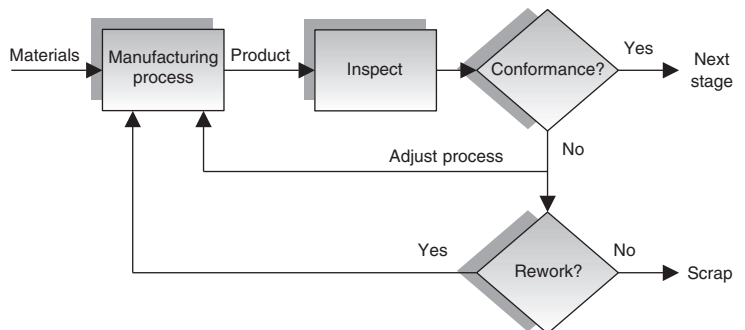 Materials
Manufacturing
process
Product
Inspect
Conformance?
Yes
Next
stage
No
Adjust process
Yes
Rework?
No
Scrap